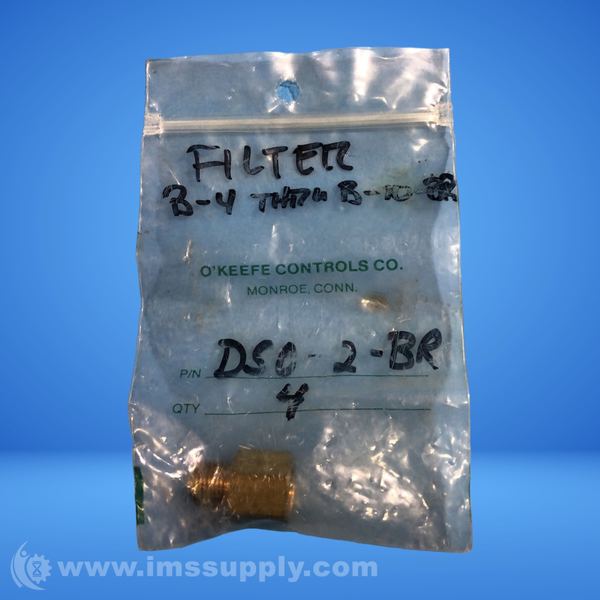 FILTER
B-4 THRU B-10-BR
O'KEEFE CONTROLS CO.
MONROE, CONN.
P/N DSO-2-BR
QTY 4
www.imssupply.com